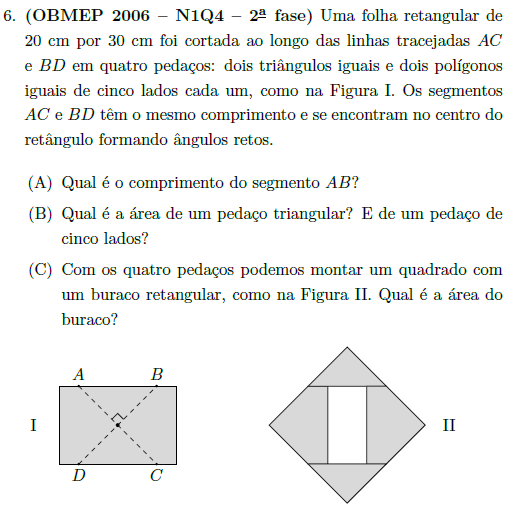 6. (OBMEP 2006 – N1Q4 – 2ª fase) Uma folha retangular de
20 cm por 30 cm foi cortada ao longo das linhas tracejadas AC
e BD em quatro pedaços: dois triângulos iguais e dois polígonos
iguais de cinco lados cada um, como na Figura I. Os segmentos
AC e BD têm o mesmo comprimento e se encontram no centro do
retângulo formando ângulos retos.
(A) Qual é o comprimento do segmento AB?
(B) Qual é a área de um pedaço triangular? E de um pedaço de
cinco lados?
(C) Com os quatro pedaços podemos montar um quadrado com
um buraco retangular, como na Figura II. Qual é a área do
buraco?
A B
I II
D C